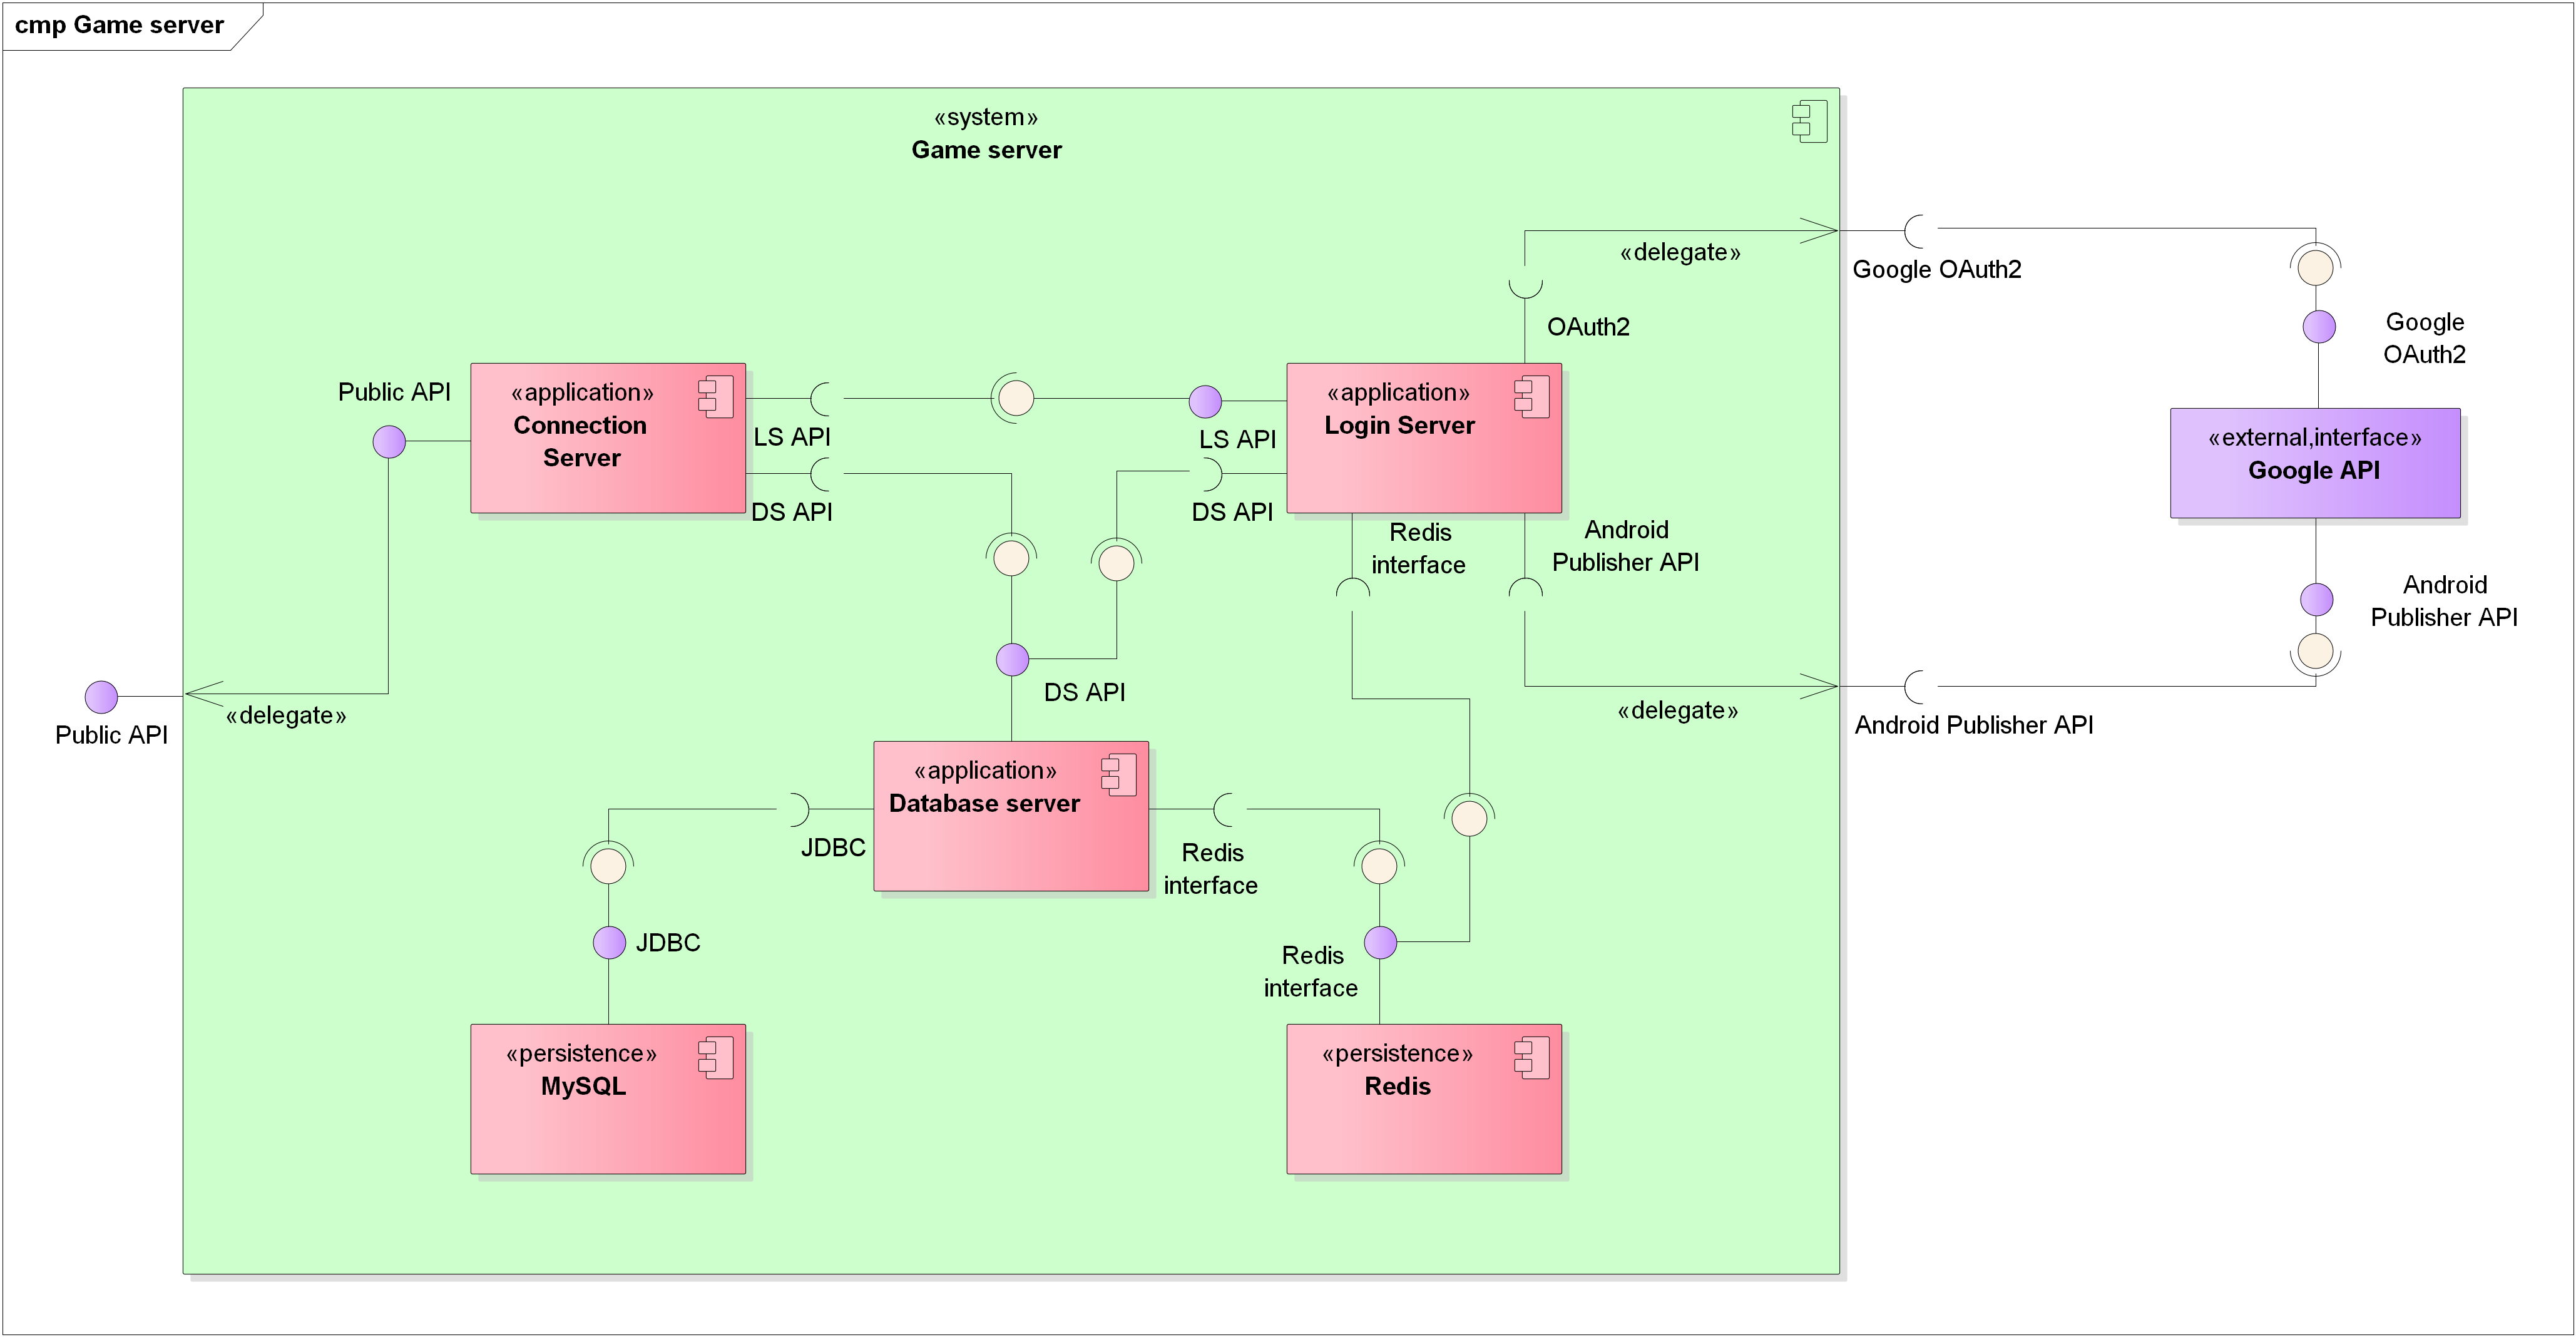 cmp Game server
«system»
Game server
«delegate»
Google OAuth2
OAuth2
Google
OAuth2
Public API
«application»
Connection
Server
LS API
LS API
«application»
Login Server
«external,interface»
Google API
DS API
DS API
Redis
interface
Android
Publisher API
Android
Publisher API
DS API
«delegate»
Public API
«delegate»
Android Publisher API
«application»
Database server
JDBC
Redis
interface
JDBC
Redis
interface
«persistence»
MySQL
«persistence»
Redis